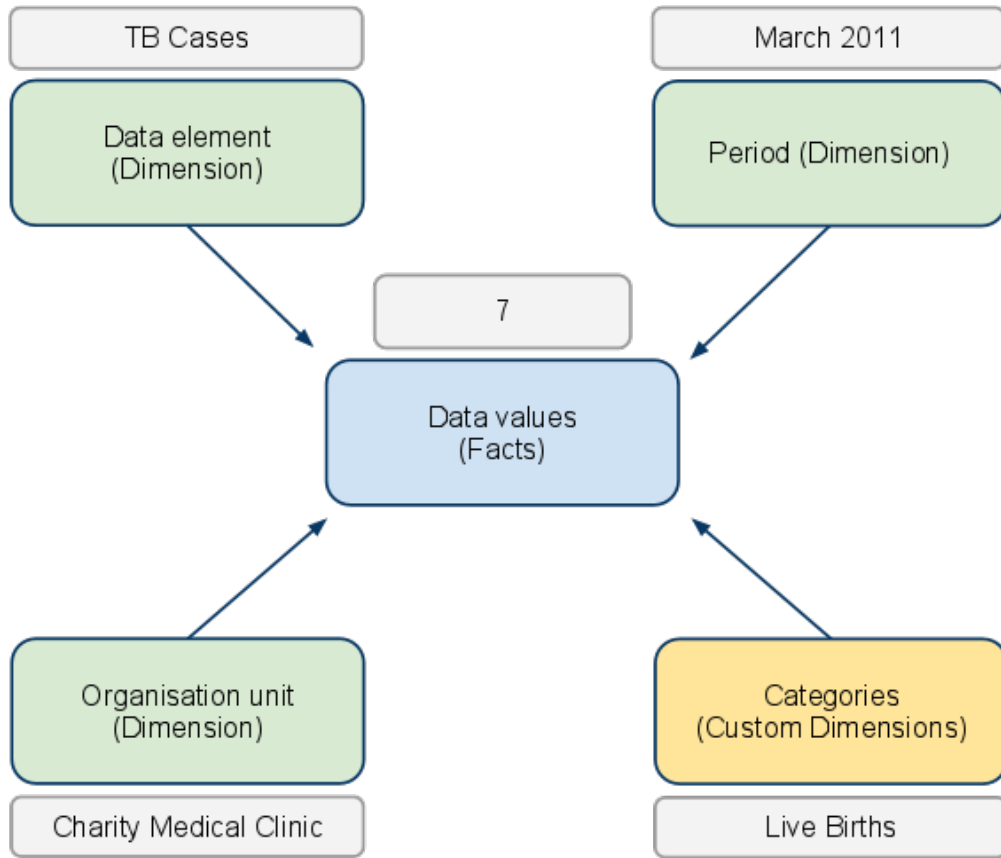 TB Cases
March 2011
Data element
(Dimension)
Period (Dimension)
7
Data values
(Facts)
Organisation unit
(Dimension)
Categories
(Custom Dimensions)
Charity Medical Clinic
Live Births